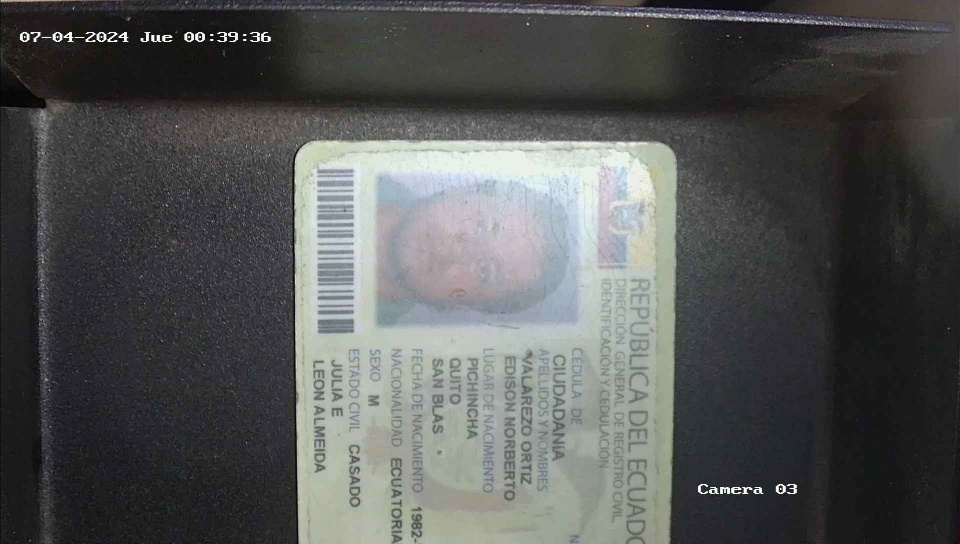 07-04-2024 Jue 00:39:36
REPÚBLICA DEL ECUADO
DIRECCIÓN GENERAL DE REGISTRO CIVIL,
IDENTIFICACIÓN Y CEDULACIÓN
CÉDULA DE N
CIUDADANÍA
APELLIDOS Y NOMBRES
VALAREZO ORTIZ
EDISON NORBERTO
LUGAR DE NACIMIENTO
PICHINCHA
QUITO
SAN BLAS
FECHA DE NACIMIENTO 1982-
NACIONALIDAD ECUATORIA
SEXO M
ESTADO CIVIL CASADO
JULIA E
LEON ALMEIDA
Camera 03